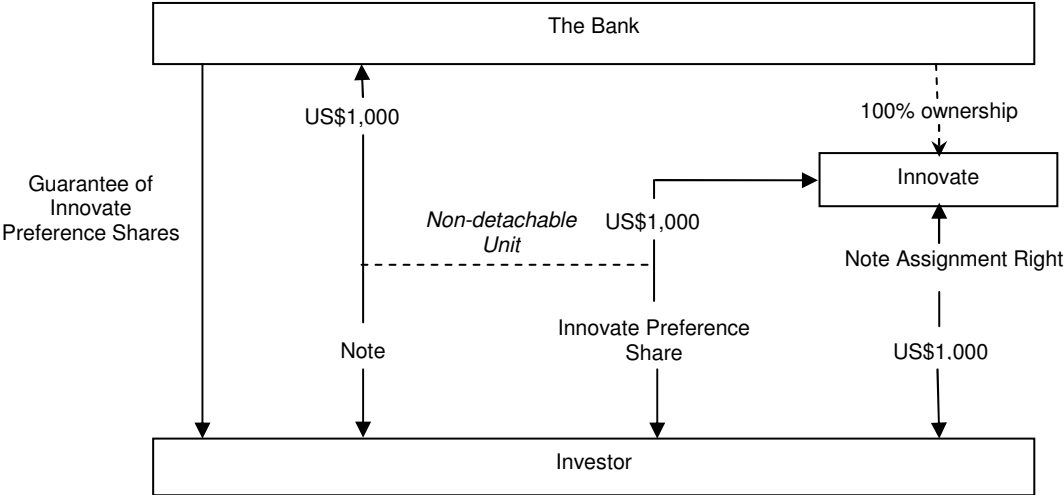 The Bank
US$1,000
100% ownership
Guarantee of
Innovate
Preference Shares
Innovate
Non-detachable
Unit
US$1,000
Note Assignment Right
Note
Innovate Preference
Share
US$1,000
Investor